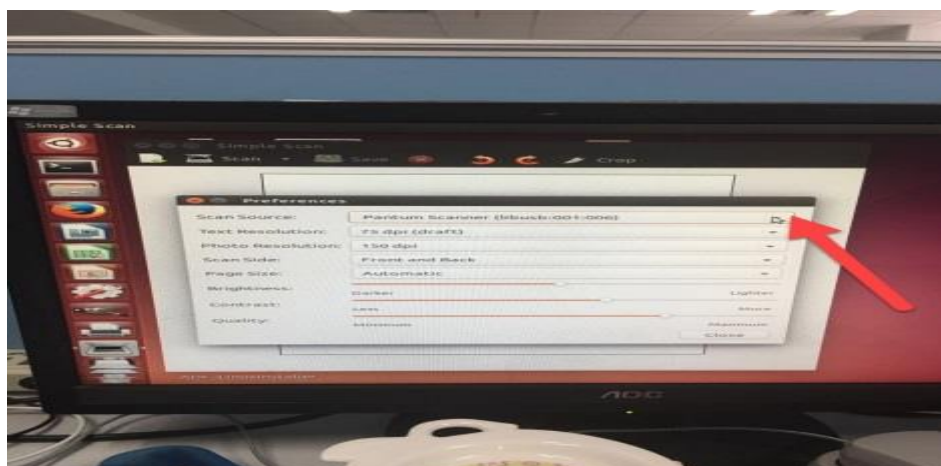 Simple Scan
Simple Scan
Scan Save Crop
Preferences
Scan Source: Pantum Scanner (libusb:001:006)
Text Resolution: 75 dpi (draft)
Photo Resolution: 150 dpi
Scan Side: Front and Back
Page Size: Automatic
Brightness:
Darker Lighter
Contrast:
Less More
Quality:
Minimum Maximum
Close
AOC